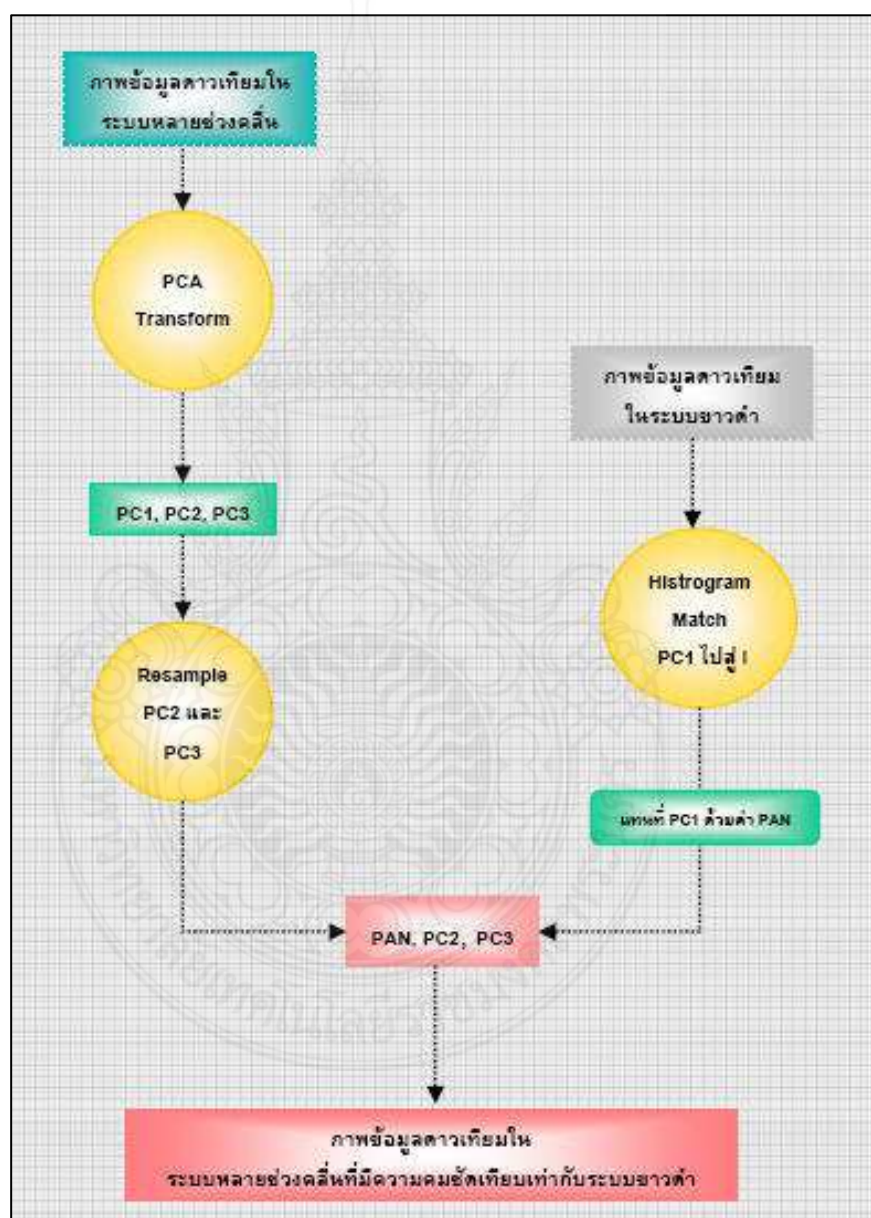 ภาพข้อมูลดาวเทียมใน
ระบบหลายช่วงคลื่น
PCA
Transform
ภาพข้อมูลดาวเทียม
ในระบบขาวดำ
PC1, PC2, PC3
Histrogram
Match
PC1 ไปสู่ I
Resample
PC2 และ
PC3
แทนที่ PC1 ด้วยค่า PAN
PAN, PC2, PC3
ภาพข้อมูลดาวเทียมใน
ระบบหลายช่วงคลื่นที่มีความคมชัดเทียบเท่ากับระบบขาวดำ